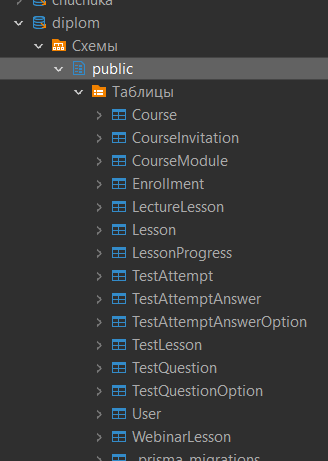 chuchuka
diplom
Схемы
public
Таблицы
Course
CourseInvitation
CourseModule
Enrollment
LectureLesson
Lesson
LessonProgress
TestAttempt
TestAttemptAnswer
TestAttemptAnswerOption
TestLesson
TestQuestion
TestQuestionOption
User
WebinarLesson
_prisma_migrations